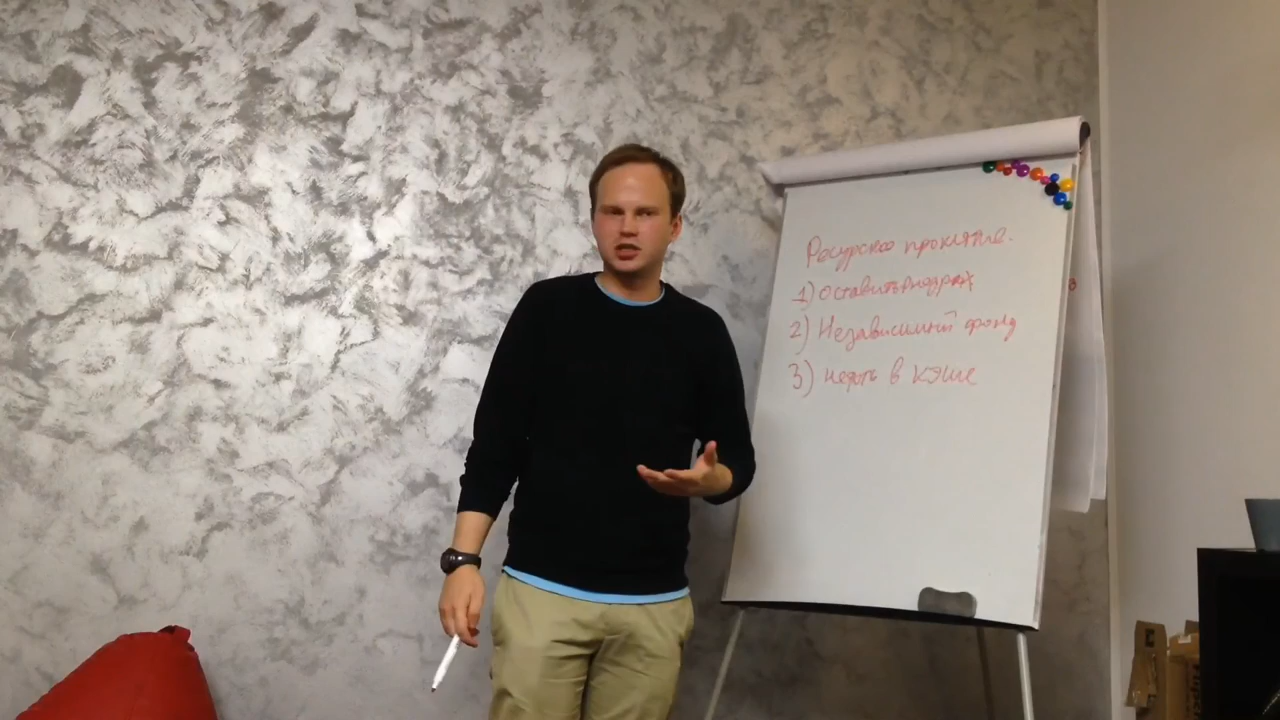 Ресурсное проклятие.
1) Оставить в недрах
2) Независимый фонд
3) нефть в кэше